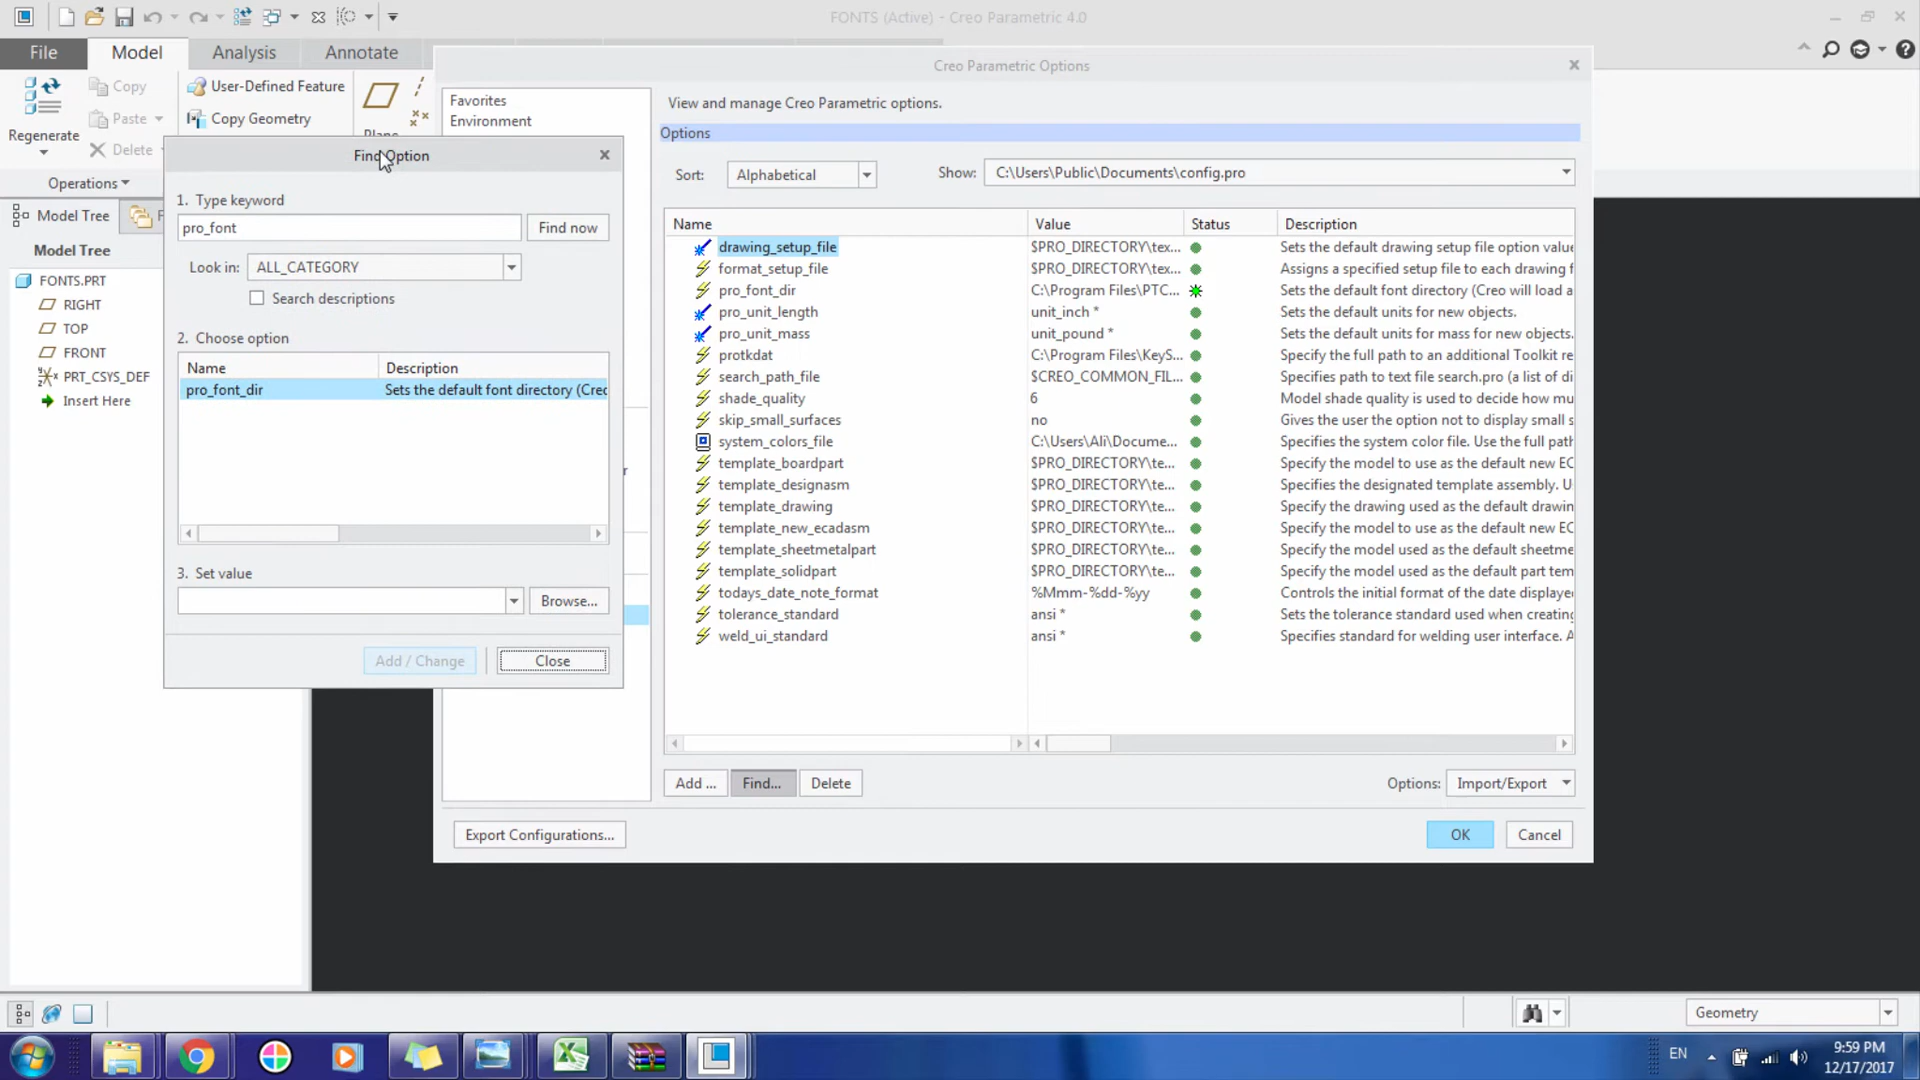 FONTS (Active) - Creo Parametric 4.0
File
Model
Analysis
Annotate
Regenerate
Copy
Paste
Delete
Operations
User-Defined Feature
Copy Geometry
Model Tree
Model Tree
FONTS.PRT
RIGHT
TOP
FRONT
PRT_CSYS_DEF
Insert Here
Find Option
1. Type keyword
pro_font
Find now
Look in:
ALL_CATEGORY
Search descriptions
2. Choose option
Name Description
pro_font_dir Sets the default font directory (Crec
3. Set value
Browse...
Add / Change
Close
Creo Parametric Options
Favorites
Environment
View and manage Creo Parametric options.
Options
Sort: Alphabetical
Show: C:\Users\Public\Documents\config.pro
Name Value Status Description
drawing_setup_file $PRO_DIRECTORY\tex... Sets the default drawing setup file option value
format_setup_file $PRO_DIRECTORY\tex... Assigns a specified setup file to each drawing f
pro_font_dir C:\Program Files\PTC... Sets the default font directory (Creo will load a
pro_unit_length unit_inch * Sets the default units for new objects.
pro_unit_mass unit_pound * Sets the default units for mass for new objects.
protkdat C:\Program Files\KeyS... Specify the full path to an additional Toolkit re
search_path_file $CREO_COMMON_FIL... Specifies path to text file search.pro (a list of di
shade_quality 6 Model shade quality is used to decide how mu
skip_small_surfaces no Gives the user the option not to display small s
system_colors_file C:\Users\Ali\Docume... Specifies the system color file. Use the full path
template_boardpart $PRO_DIRECTORY\te... Specify the model to use as the default new EC
template_designasm $PRO_DIRECTORY\te... Specifies the designated template assembly. U
template_drawing $PRO_DIRECTORY\te... Specify the drawing used as the default drawin
template_new_ecadasm $PRO_DIRECTORY\te... Specify the model to use as the default new EC
template_sheetmetalpart $PRO_DIRECTORY\te... Specify the model used as the default sheetme
template_solidpart $PRO_DIRECTORY\te... Specify the model used as the default part tem
todays_date_note_format %Mmm-%dd-%yy Controls the initial format of the date displaye
tolerance_standard ansi * Sets the tolerance standard used when creating
weld_ui_standard ansi * Specifies standard for welding user interface. A
Add ...
Find...
Delete
Options: Import/Export
Export Configurations...
OK
Cancel
Geometry
EN
9:59 PM
12/17/2017